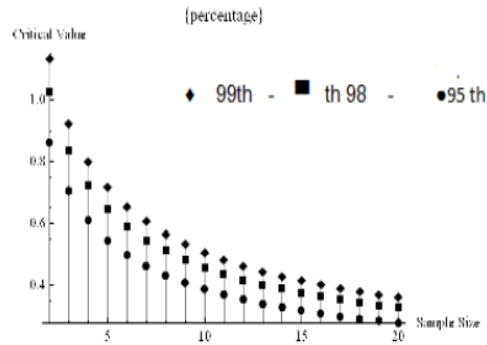 {percentage}
Critical Value
99th - th 98 - 95 th
1.0
0.8
0.6
0.4
5 10 15 20
Sample Size